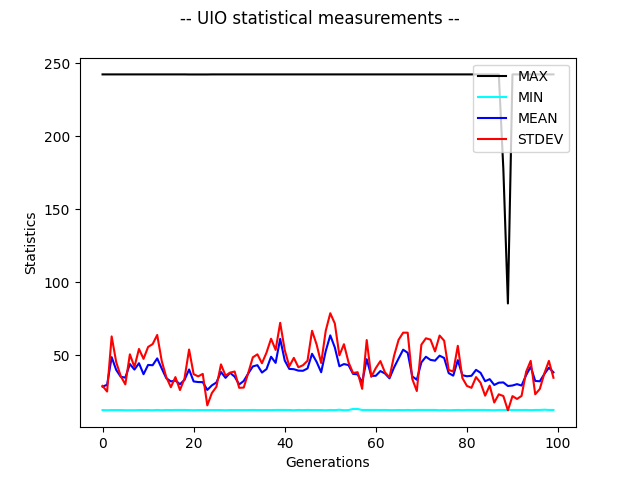 -- UIO statistical measurements --
250
200
150
100
50
Statistics
0
20
40
60
80
100
Generations
MAX
MIN
MEAN
STDEV